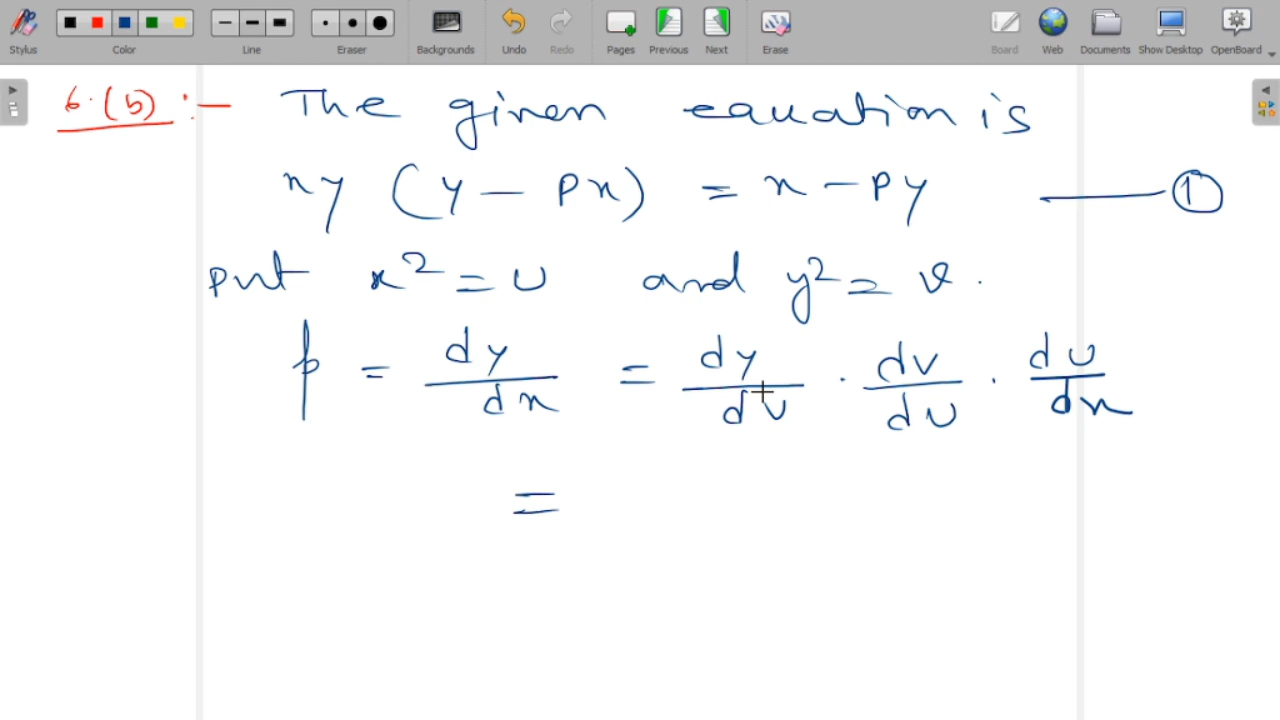 Stylus Color Line Eraser Backgrounds Undo Redo Pages Previous Next Erase Board Web Documents Show Desktop OpenBoard
6.(b) :- The given equation is
xy (y - px) = x - py —— ①
put x² = u and y² = v.
p = dy/dx = dy/dv · dv/du · du/dx
=